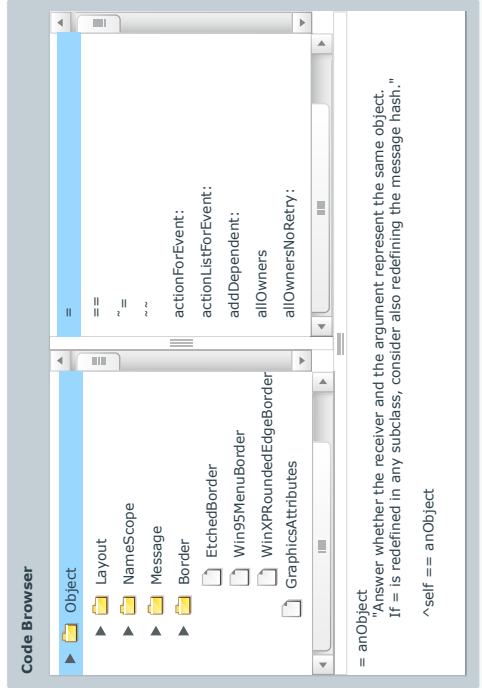 Code Browser
Object
Layout
NameScope
Message
Border
EtchedBorder
Win95MenuBorder
WinXPRoundedEdgeBorder
GraphicsAttributes
=
==
~=
~~
actionForEvent:
actionListForEvent:
addDependent:
allOwners
allOwnersNoRetry:
= anObject
"Answer whether the receiver and the argument represent the same object.
If = is redefined in any subclass, consider also redefining the message hash."
^self == anObject